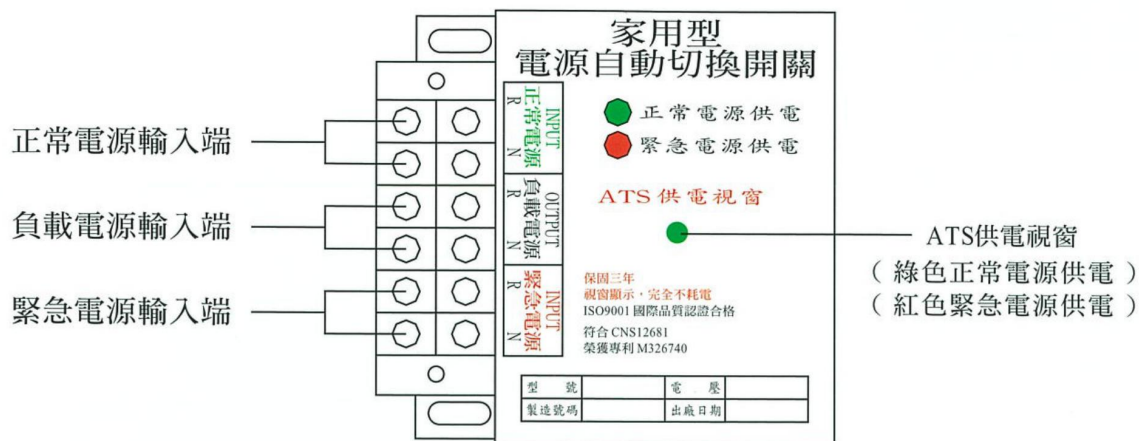 家用型
電源自動切換開關
正常電源輸入端
負載電源輸入端
緊急電源輸入端
INPUT
正常電源
R N
OUTPUT
負載電源
R N
INPUT
緊急電源
R N
正常電源供電
緊急電源供電
ATS 供電視窗
ATS供電視窗
（綠色正常電源供電）
（紅色緊急電源供電）
保固三年
視窗顯示，完全不耗電
ISO9001 國際品質認證合格
符合 CNS12681
榮獲專利 M326740
型 號 電 壓
製造號碼 出廠日期